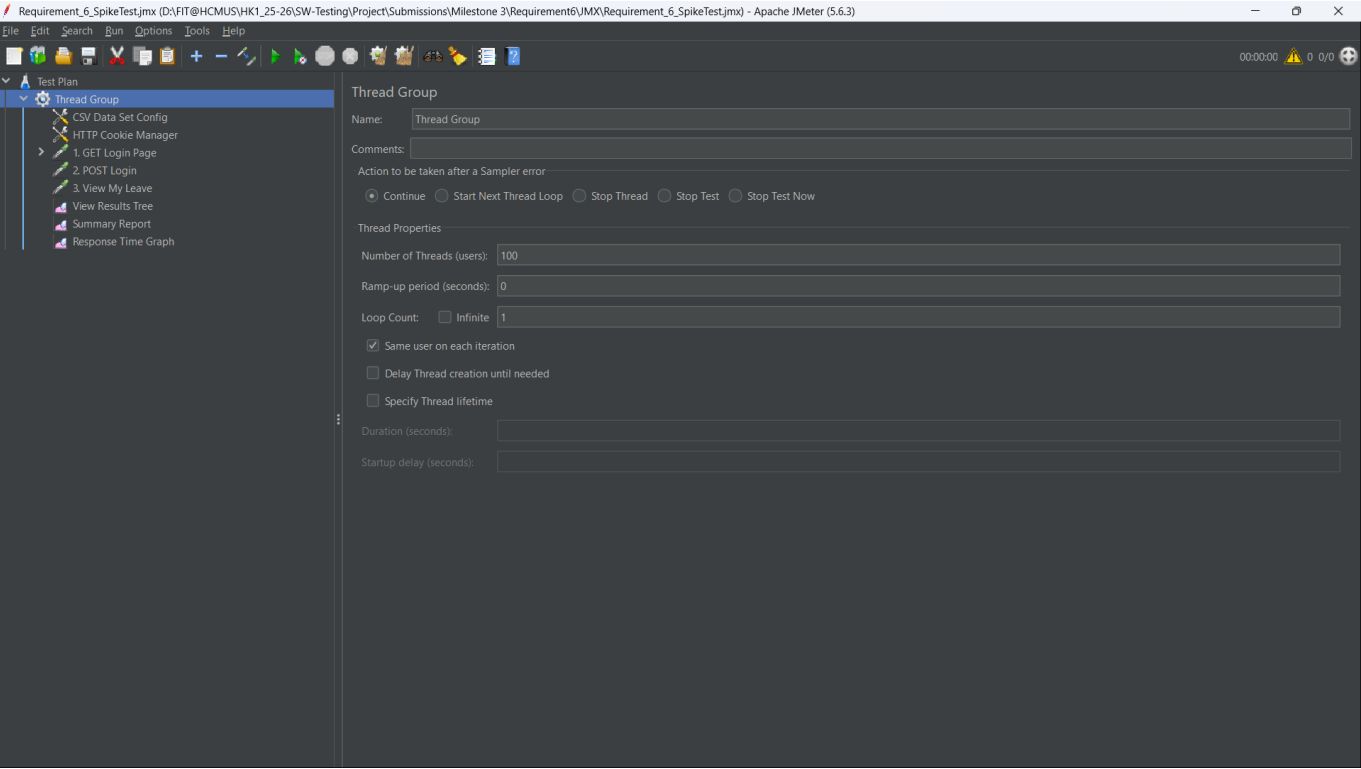 Requirement_6_SpikeTest.jmx (D:\FIT@HCMUS\HK1_25-26\SW-Testing\Project\Submissions\Milestone 3\Requirement6\JMX\Requirement_6_SpikeTest.jmx) - Apache JMeter (5.6.3)
File Edit Search Run Options Tools Help
00:00:00 0 0/0
Test Plan
Thread Group
CSV Data Set Config
HTTP Cookie Manager
1. GET Login Page
2. POST Login
3. View My Leave
View Results Tree
Summary Report
Response Time Graph
Thread Group
Name: Thread Group
Comments:
Action to be taken after a Sampler error
Continue Start Next Thread Loop Stop Thread Stop Test Stop Test Now
Thread Properties
Number of Threads (users): 100
Ramp-up period (seconds): 0
Loop Count: Infinite 1
Same user on each iteration
Delay Thread creation until needed
Specify Thread lifetime
Duration (seconds):
Startup delay (seconds):